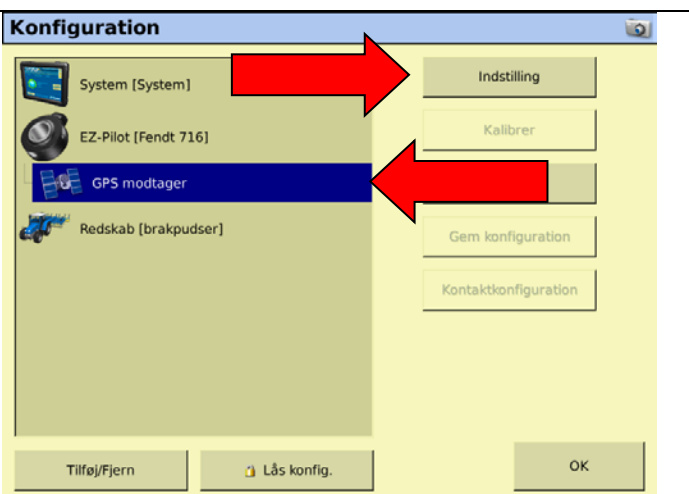 Konfiguration
System [System]
EZ-Pilot [Fendt 716]
GPS modtager
Redskab [brakpudser]
Indstilling
Kalibrer
Gem konfiguration
Kontaktkonfiguration
Tilføj/Fjern
Lås konfig.
OK